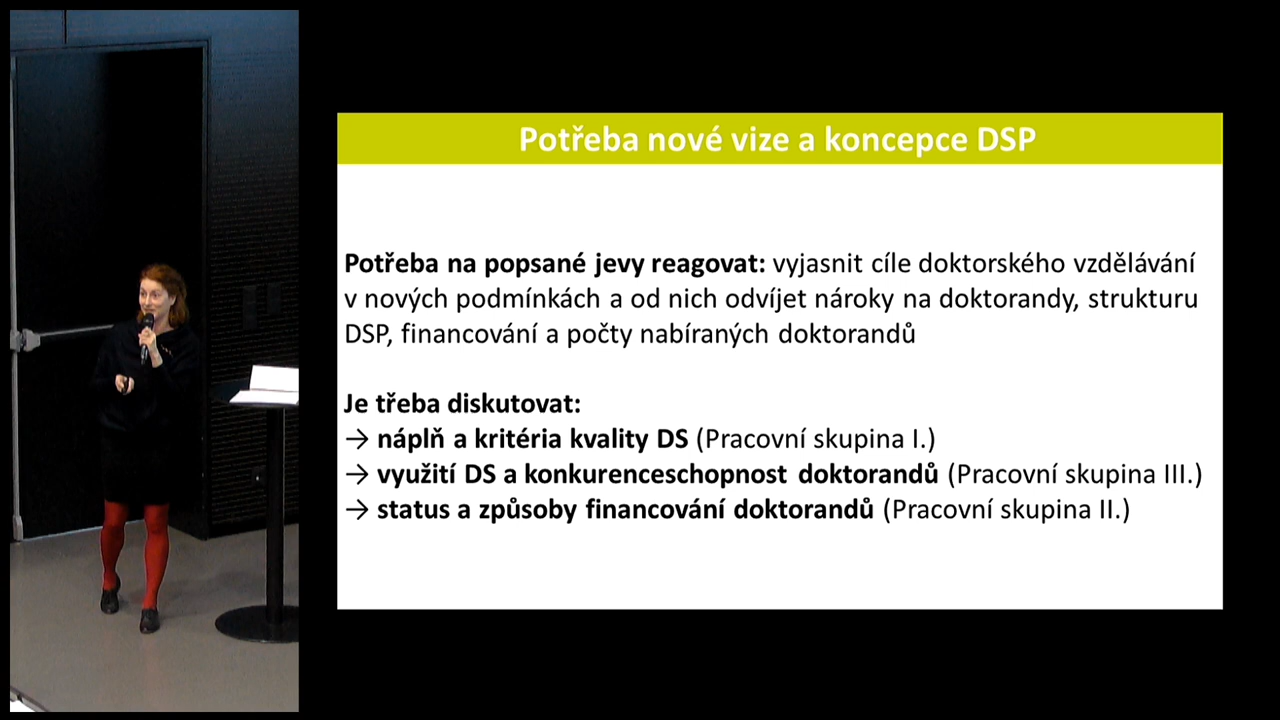 Potřeba nové vize a koncepce DSP
Potřeba na popsané jevy reagovat: vyjasnit cíle doktorského vzdělávání
v nových podmínkách a od nich odvíjet nároky na doktorandy, strukturu
DSP, financování a počty nabíraných doktorandů
Je třeba diskutovat:
→ náplň a kritéria kvality DS (Pracovní skupina I.)
→ využití DS a konkurenceschopnost doktorandů (Pracovní skupina III.)
→ status a způsoby financování doktorandů (Pracovní skupina II.)